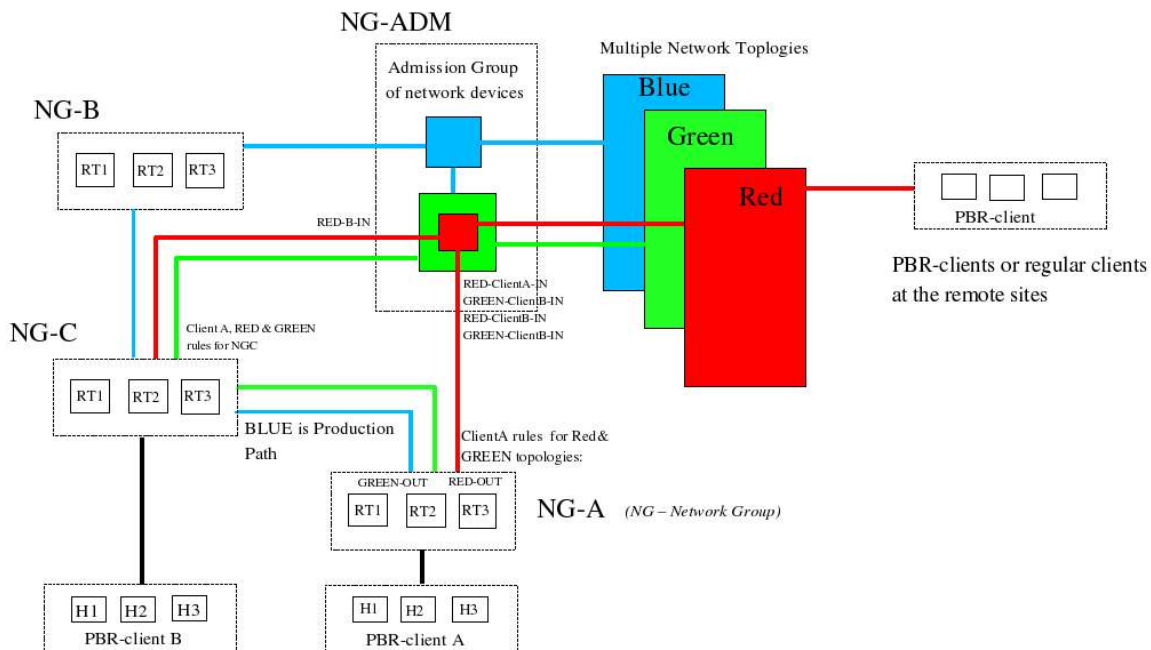 NG-ADM
Multiple Network Toplogies
Admission Group
of network devices
Blue
NG-B
Green
RT1
RT2
RT3
Red
PBR-client
RED-B-IN
PBR-clients or regular clients
at the remote sites
RED-ClientA-IN
GREEN-ClientB-IN
RED-ClientB-IN
GREEN-ClientB-IN
NG-C
Client A, RED & GREEN
rules for NGC
RT1
RT2
RT3
BLUE is Production
Path
ClientA rules for Red &
GREEN topologies:
GREEN-OUT
RED-OUT
RT1
RT2
RT3
NG-A
(NG – Network Group)
H1
H2
H3
PBR-client B
H1
H2
H3
PBR-client A